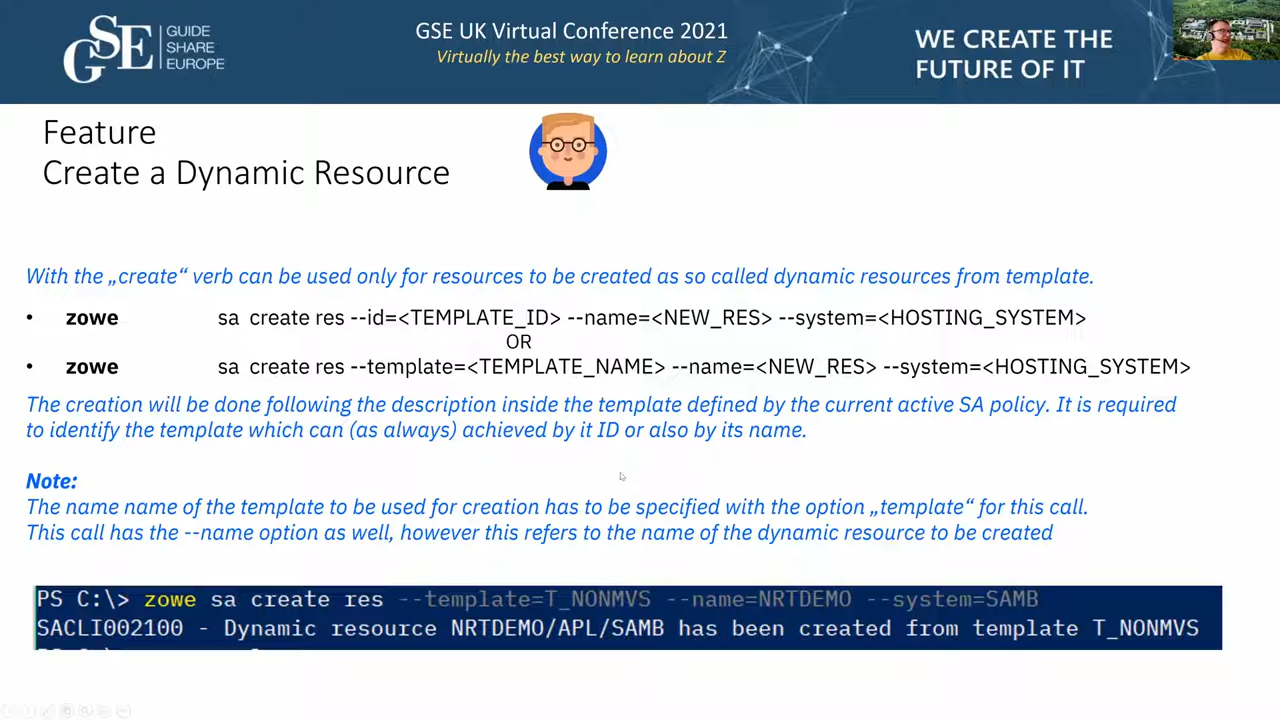 GSE
GUIDE
SHARE
EUROPE
GSE UK Virtual Conference 2021
Virtually the best way to learn about Z
WE CREATE THE
FUTURE OF IT
Feature
Create a Dynamic Resource
With the „create“ verb can be used only for resources to be created as so called dynamic resources from template.
• zowe sa create res --id=<TEMPLATE_ID> --name=<NEW_RES> --system=<HOSTING_SYSTEM>
OR
• zowe sa create res --template=<TEMPLATE_NAME> --name=<NEW_RES> --system=<HOSTING_SYSTEM>
The creation will be done following the description inside the template defined by the current active SA policy. It is required
to identify the template which can (as always) achieved by it ID or also by its name.
Note:
The name name of the template to be used for creation has to be specified with the option „template“ for this call.
This call has the --name option as well, however this refers to the name of the dynamic resource to be created
PS C:\> zowe sa create res --template=T_NONMVS --name=NRTDEMO --system=SAMB
SACLI002100 - Dynamic resource NRTDEMO/APL/SAMB has been created from template T_NONMVS